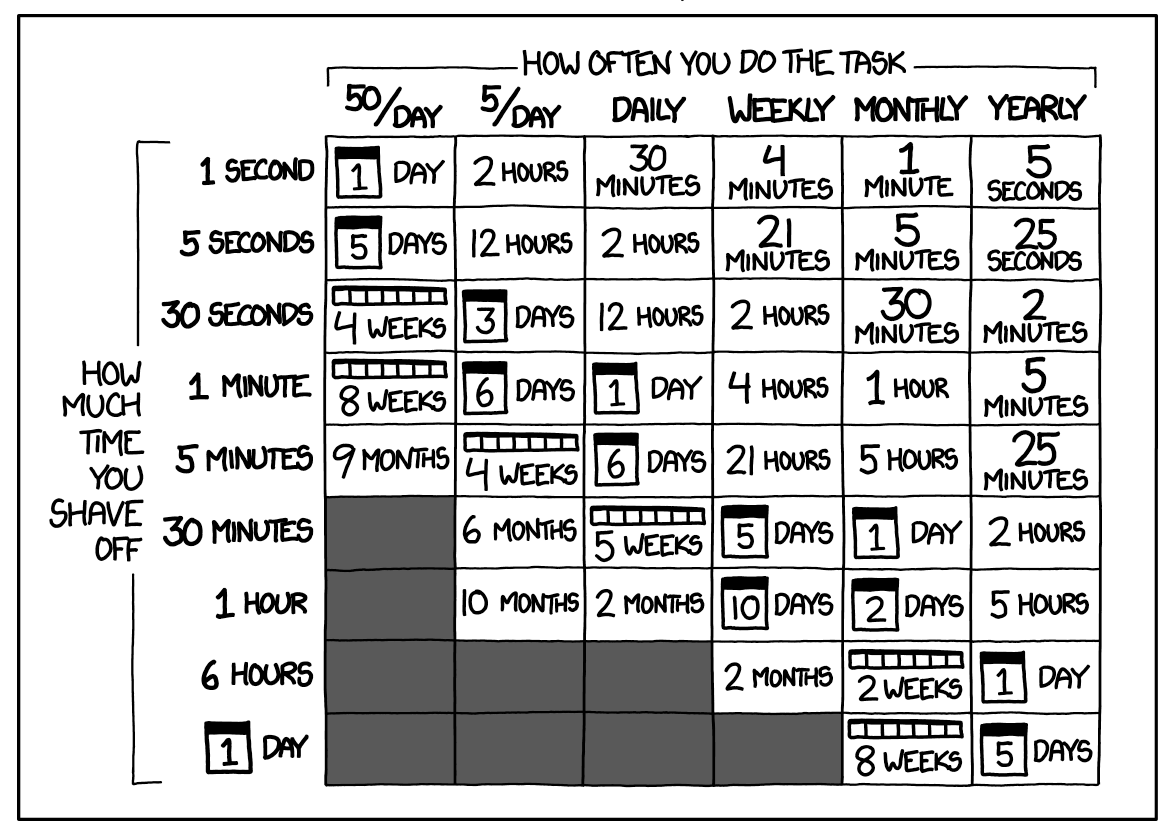 HOW OFTEN YOU DO THE TASK
50/DAY 5/DAY DAILY WEEKLY MONTHLY YEARLY
HOW
MUCH
TIME
YOU
SHAVE
OFF
1 SECOND 1 DAY 2 HOURS 30 MINUTES 4 MINUTES 1 MINUTE 5 SECONDS
5 SECONDS 5 DAYS 12 HOURS 2 HOURS 21 MINUTES 5 MINUTES 25 SECONDS
30 SECONDS 4 WEEKS 3 DAYS 12 HOURS 2 HOURS 30 MINUTES 2 MINUTES
1 MINUTE 8 WEEKS 6 DAYS 1 DAY 4 HOURS 1 HOUR 5 MINUTES
5 MINUTES 9 MONTHS 4 WEEKS 6 DAYS 21 HOURS 5 HOURS 25 MINUTES
30 MINUTES 6 MONTHS 5 WEEKS 5 DAYS 1 DAY 2 HOURS
1 HOUR 10 MONTHS 2 MONTHS 10 DAYS 2 DAYS 5 HOURS
6 HOURS 2 MONTHS 2 WEEKS 1 DAY
1 DAY 8 WEEKS 5 DAYS